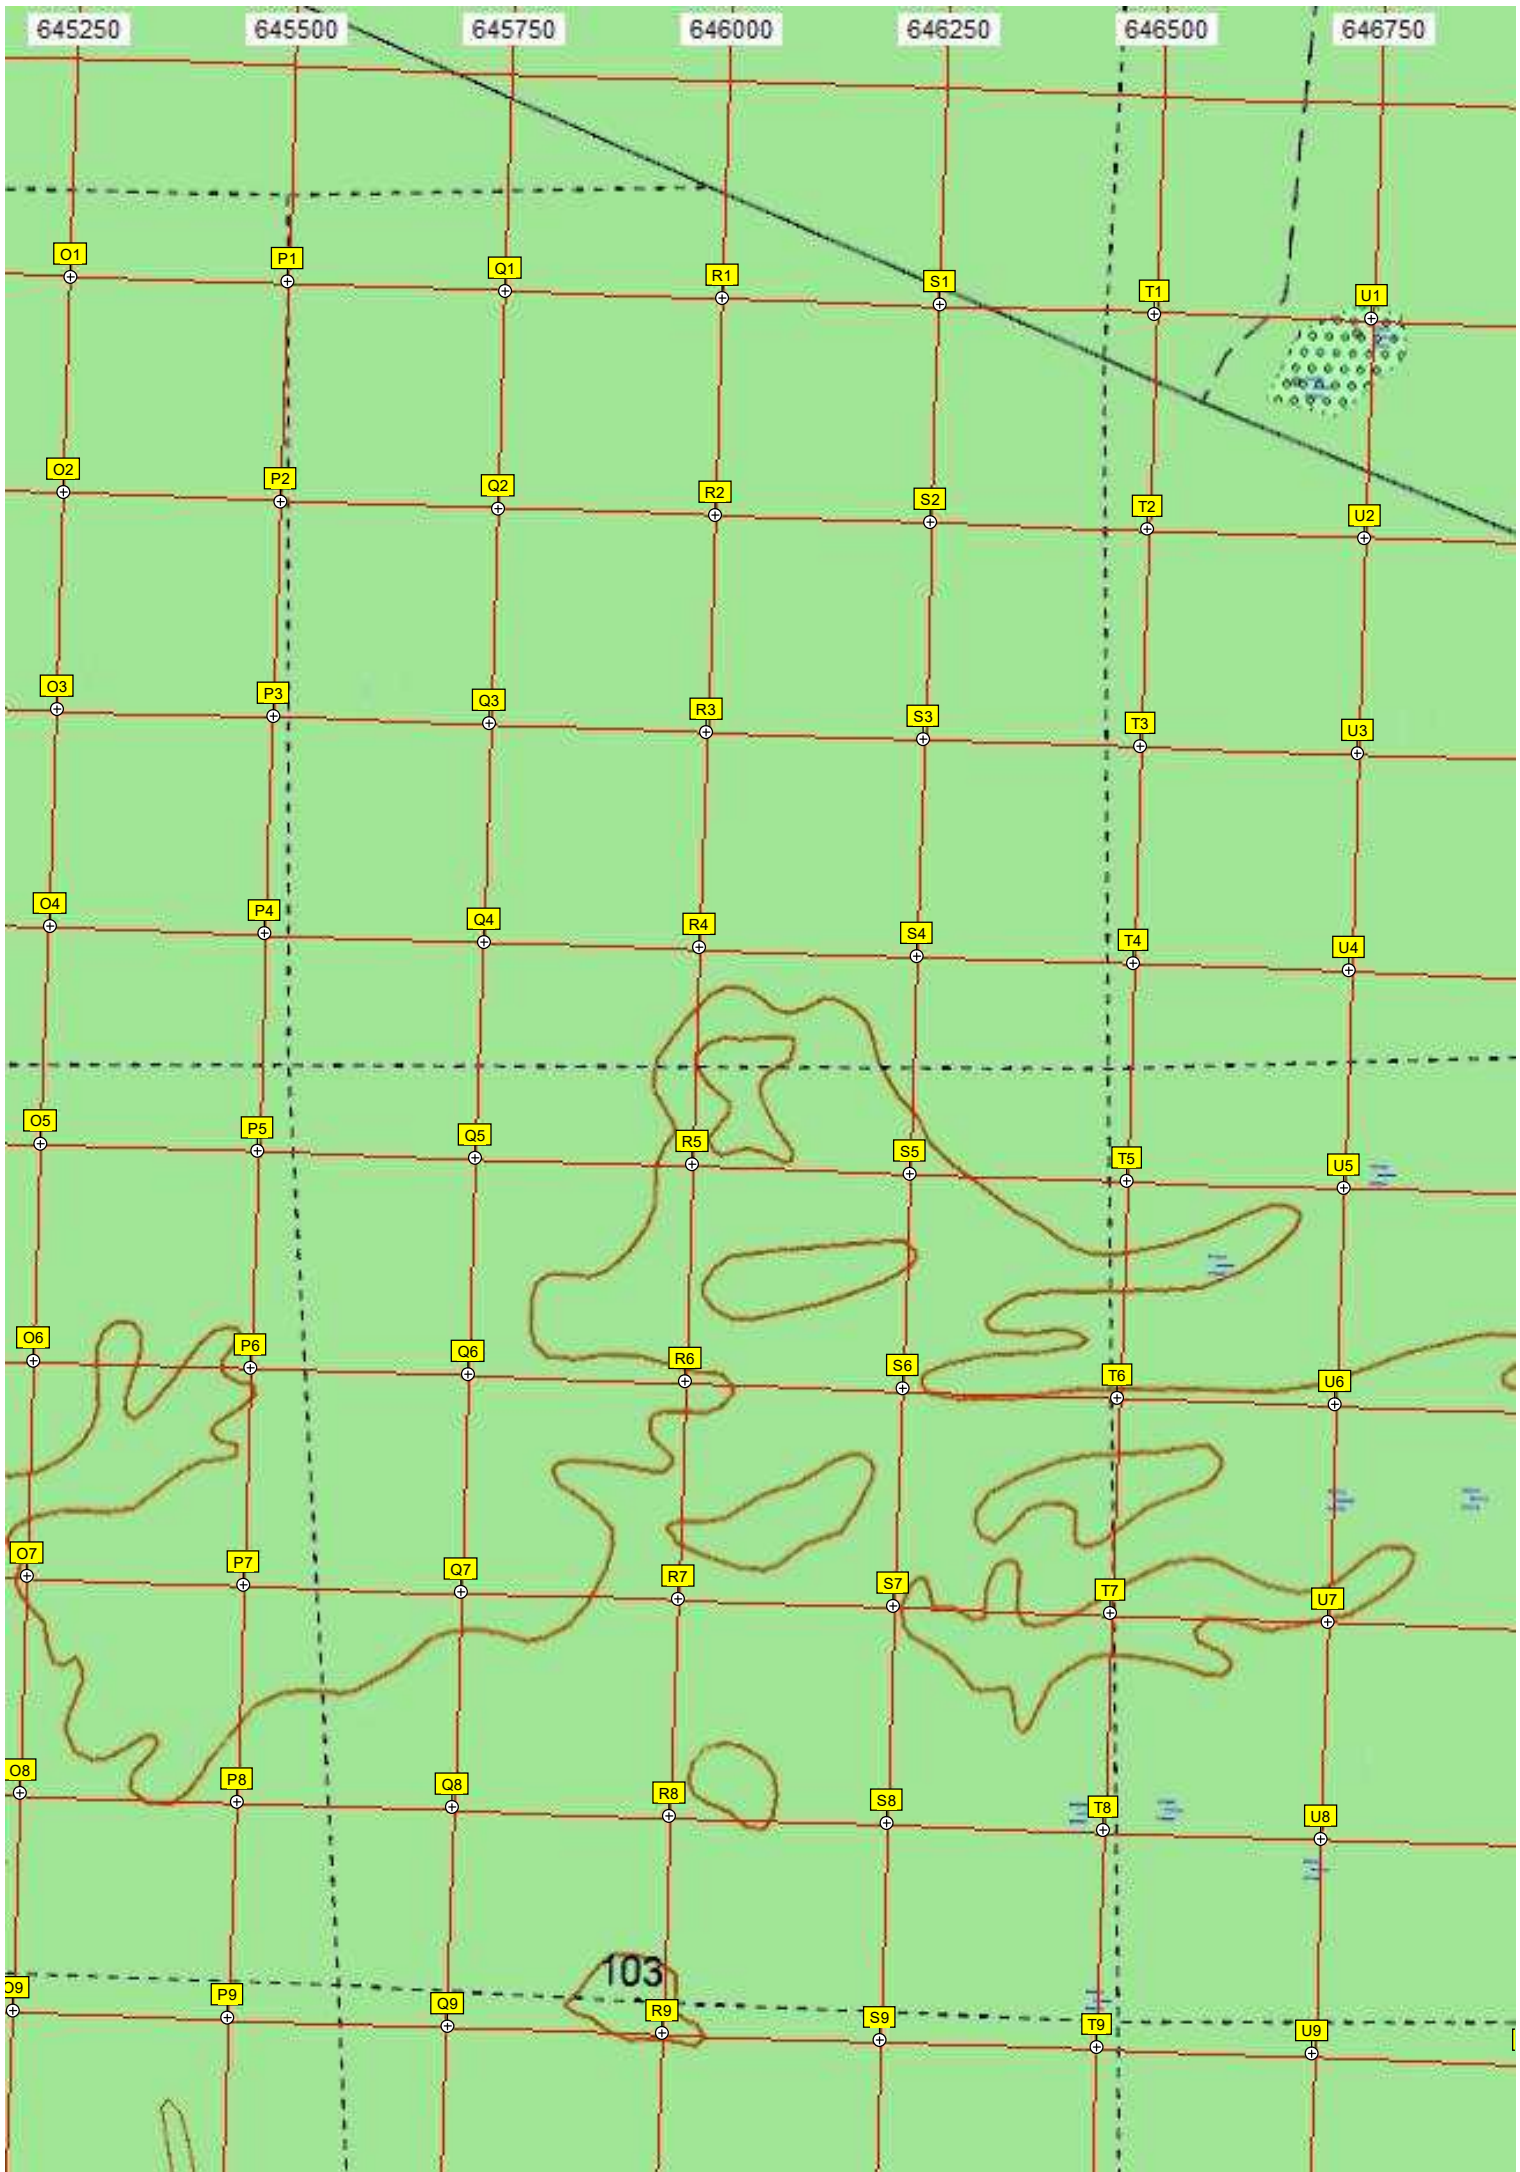 645250 645500 645750 646000 646250 646500 646750
O1 P1 Q1 R1 S1 T1 U1
O2 P2 Q2 R2 S2 T2 U2
O3 P3 Q3 R3 S3 T3 U3
O4 P4 Q4 R4 S4 T4 U4
O5 P5 Q5 R5 S5 T5 U5
O6 P6 Q6 R6 S6 T6 U6
O7 P7 Q7 R7 S7 T7 U7
O8 P8 Q8 R8 S8 T8 U8
103
O9 P9 Q9 R9 S9 T9 U9